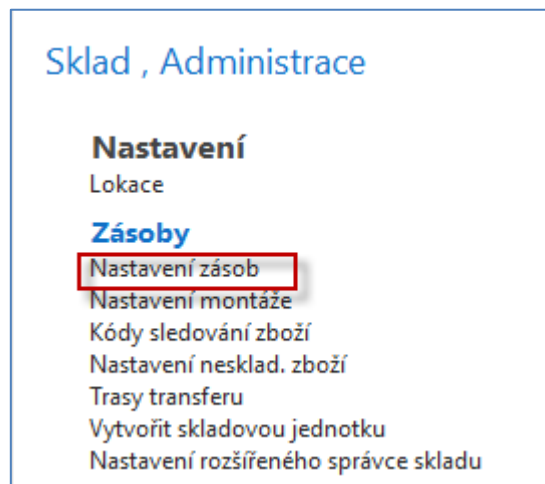 Sklad , Administrace
Nastavení
Lokace
Zásoby
Nastavení zásob
Nastavení montáže
Kódy sledování zboží
Nastavení nesklad. zboží
Trasy transferu
Vytvořit skladovou jednotku
Nastavení rozšířeného správce skladu